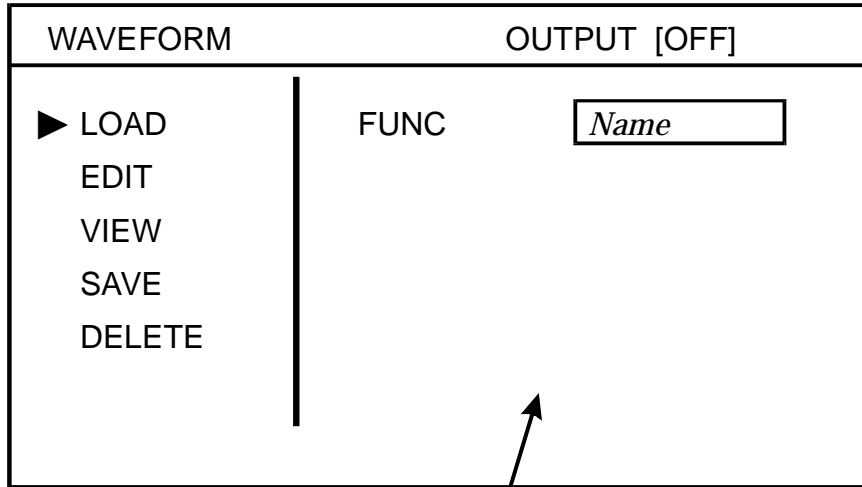 WAVEFORM OUTPUT [OFF]
LOAD FUNC Name
EDIT
VIEW
SAVE
DELETE